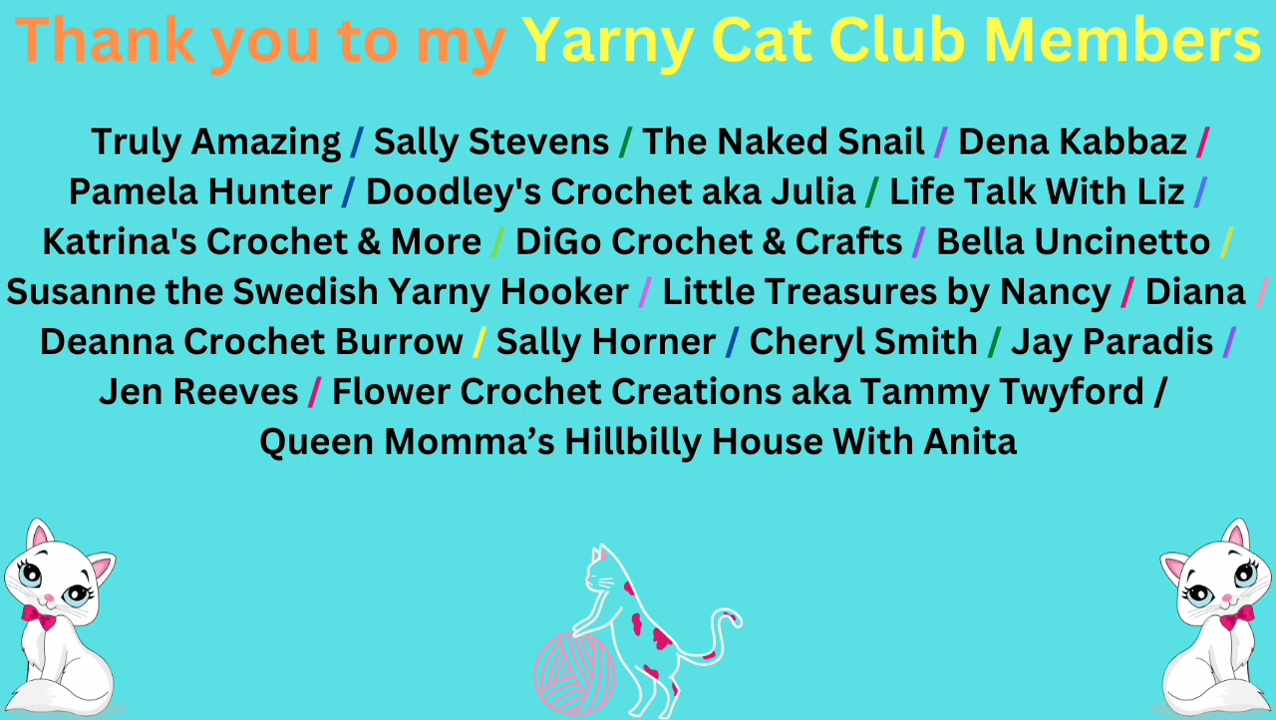 Thank you to my Yarny Cat Club Members
Truly Amazing / Sally Stevens / The Naked Snail / Dena Kabbaz /
Pamela Hunter / Doodley's Crochet aka Julia / Life Talk With Liz /
Katrina's Crochet & More / DiGo Crochet & Crafts / Bella Uncinetto /
Susanne the Swedish Yarny Hooker / Little Treasures by Nancy / Diana /
Deanna Crochet Burrow / Sally Horner / Cheryl Smith / Jay Paradis /
Jen Reeves / Flower Crochet Creations aka Tammy Twyford /
Queen Momma’s Hillbilly House With Anita